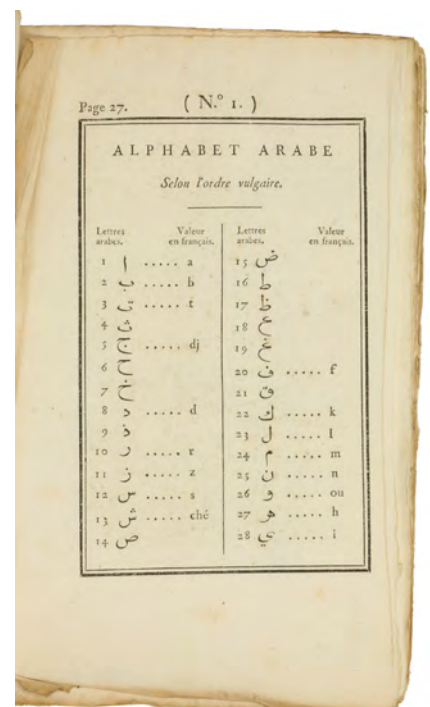 Page 27.
( N.° 1. )
ALPHABET ARABE
Selon l'ordre vulgaire.
Lettres arabes. Valeur en français.
1 ا ..... a
2 ب ..... b
3 ت ..... t
4 ث
5 ج ..... dj
6 ح
7 خ
8 د ..... d
9 ذ
10 ر ..... r
11 ز ..... z
12 س ..... s
13 ش ..... ché
14 ص
Lettres arabes. Valeur en français.
15 ض
16 ط
17 ظ
18 ع
19 غ
20 ف ..... f
21 ق
22 ك ..... k
23 ل ..... l
24 م ..... m
25 ن ..... n
26 و ..... ou
27 هو ..... h
28 ي ..... i